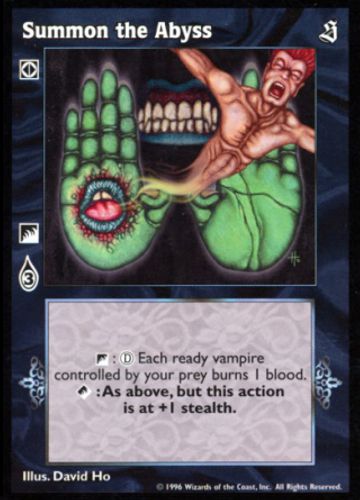 Summon the Abyss
3
: D Each ready vampire
controlled by your prey burns 1 blood.
: As above, but this action
is at +1 stealth.
Illus. David Ho
© 1996 Wizards of the Coast, Inc. All Rights Reserved.